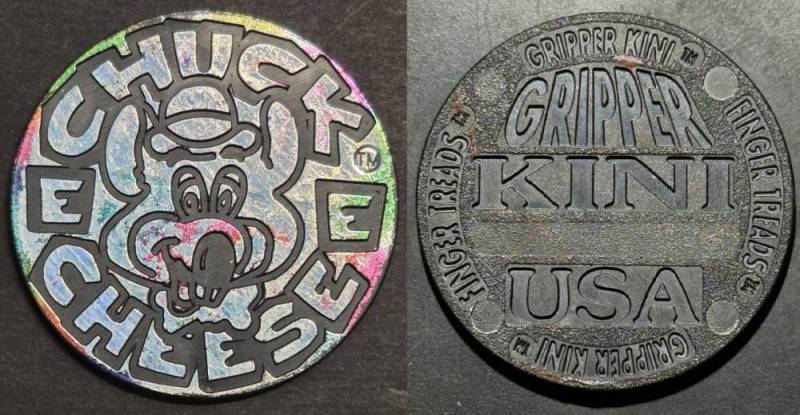 CHUCK
E
CHEESE
E
TM
GRIPPER KINI ™
GRIPPER
KINI
USA
FINGER TREADS ™
FINGER TREADS ™
GRIPPER KINI ™